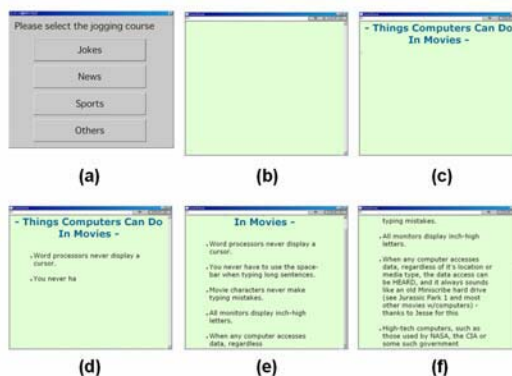 Please select the jogging course
Jokes
News
Sports
Others
(a)
(b)
- Things Computers Can Do
In Movies -
(c)
- Things Computers Can Do
In Movies -
Word processors never display a
cursor.
You never ha
(d)
In Movies -
Word processors never display a
cursor.
You never have to use the space-
bar when typing long sentences.
Movie characters never make
typing mistakes.
All monitors display inch-high
letters.
When any computer accesses
data, regardless
(e)
typing mistakes.
All monitors display inch-high
letters.
When any computer accesses
data, regardless of it's location or
media type, the data access can
be HEARD, and it always sounds
like an old Miniscribe hard drive
(see Jurassic Park 1 and most
other movies w/computers) -
thanks to Jesse for this
High-tech computers, such as
those used by NASA, the CIA or
some such government
(f)